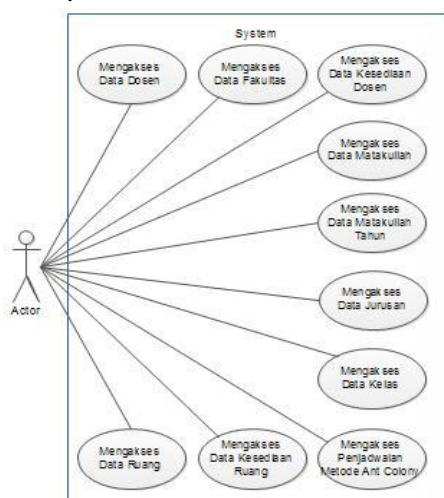 System
Mengakses
Data Dosen
Mengakses
Data Fakultas
Mengakses
Data Kesediaan
Dosen
Mengakses
Data Matakuliah
Mengakses
Data Matakuliah
Tahun
Actor
Mengakses
Data Jurusan
Mengakses
Data Kelas
Mengakses
Data Ruang
Mengakses
Data Kesediaan
Ruang
Mengakses
Penjadwalan
Metode Ant Colony